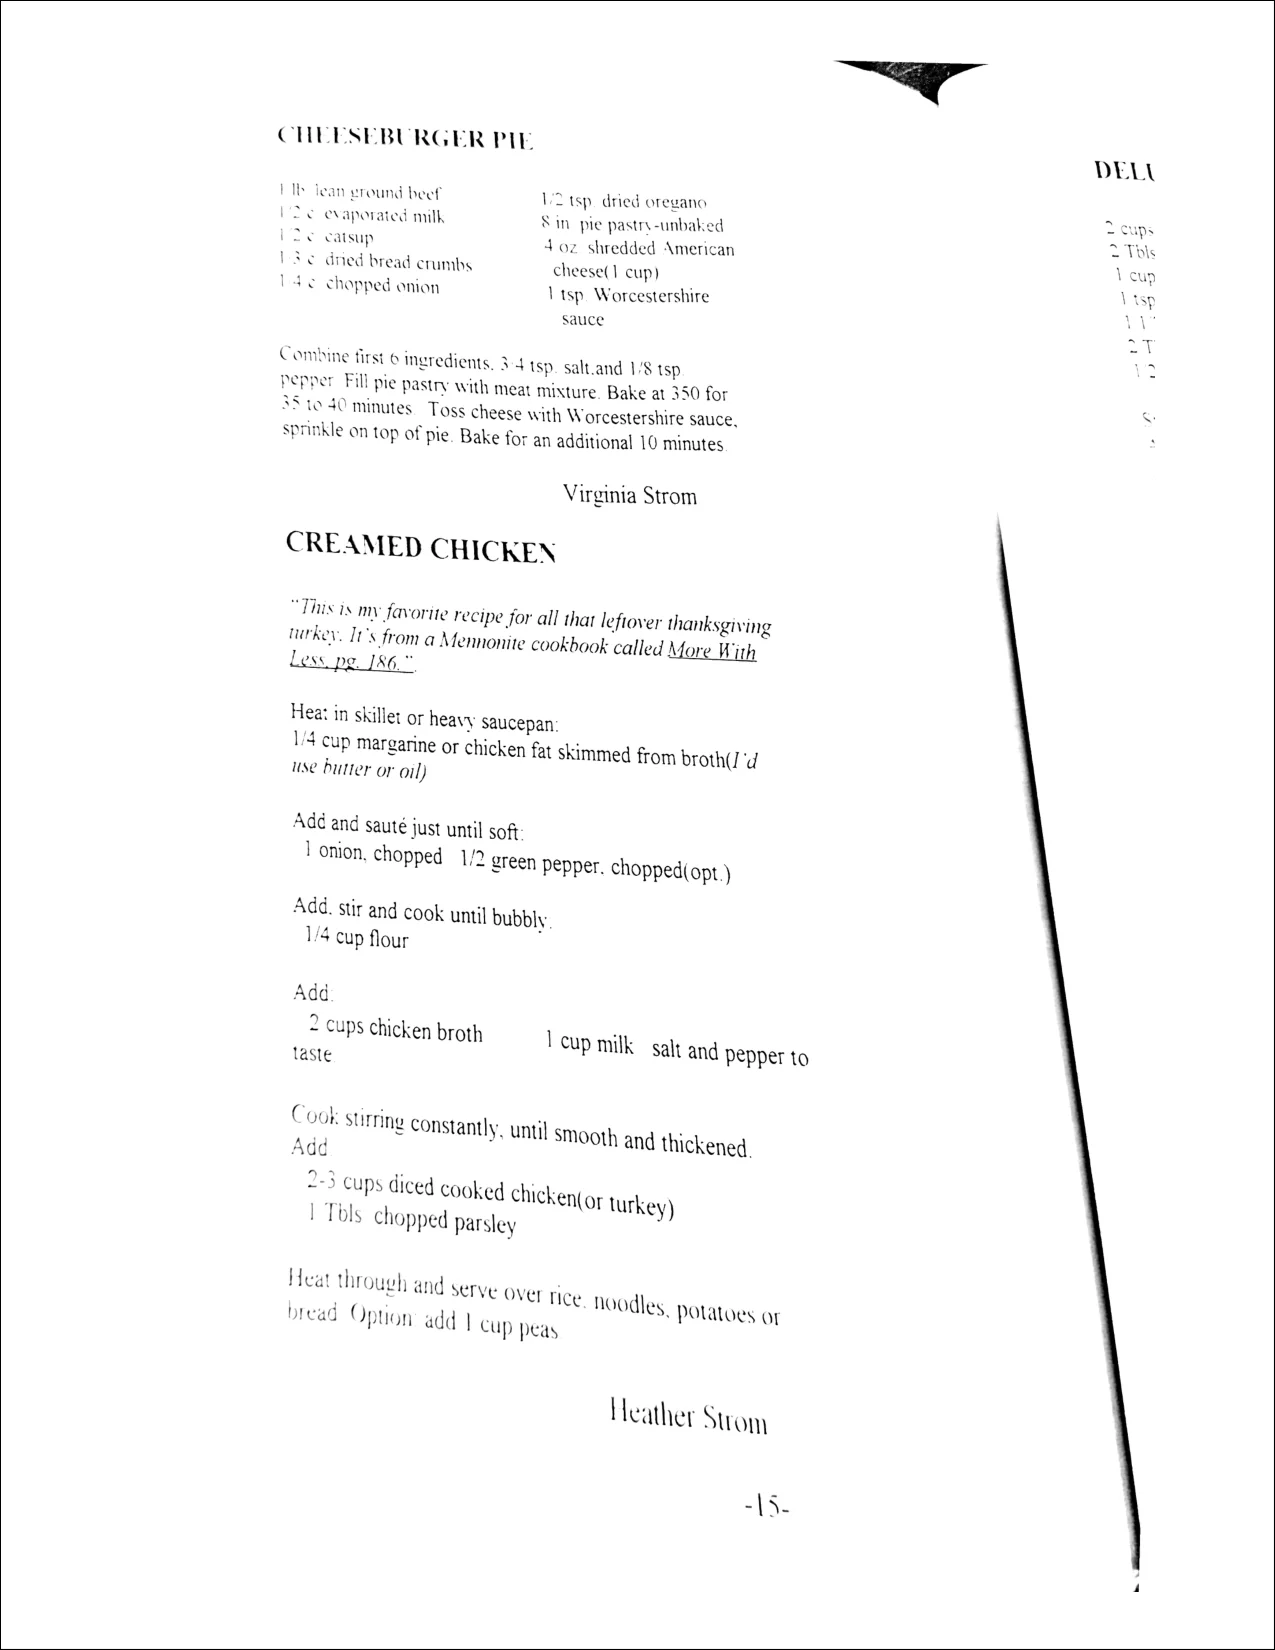 CHEESEBURGER PIE
1 lb lean ground beef
1/2 c evaporated milk
1/2 c catsup
1/3 c dried bread crumbs
1/4 c chopped onion
1/2 tsp. dried oregano
8 in pie pastry-unbaked
4 oz shredded American
cheese(1 cup)
1 tsp Worcestershire
sauce
Combine first 6 ingredients, 3/4 tsp. salt,and 1/8 tsp
pepper. Fill pie pastry with meat mixture. Bake at 350 for
35 to 40 minutes. Toss cheese with Worcestershire sauce,
sprinkle on top of pie. Bake for an additional 10 minutes.
Virginia Strom
CREAMED CHICKEN
"This is my favorite recipe for all that leftover thanksgiving
turkey. It's from a Mennonite cookbook called More With
Less, pg. 186."
Heat in skillet or heavy saucepan:
1/4 cup margarine or chicken fat skimmed from broth(I'd
use butter or oil)
Add and sauté just until soft:
1 onion, chopped 1/2 green pepper, chopped(opt.)
Add, stir and cook until bubbly.
1/4 cup flour
Add:
2 cups chicken broth 1 cup milk salt and pepper to
taste
Cook stirring constantly, until smooth and thickened.
Add
2-3 cups diced cooked chicken(or turkey)
1 Tbls chopped parsley
Heat through and serve over rice, noodles, potatoes or
bread. Option: add 1 cup peas
Heather Strom
-15-
2 cups
2 Tbls
1 cup
1 tsp